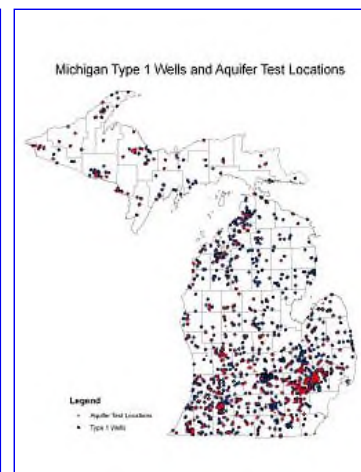 Michigan Type 1 Wells and Aquifer Test Locations
Legend
Aquifer Test Locations
Type 1 Wells